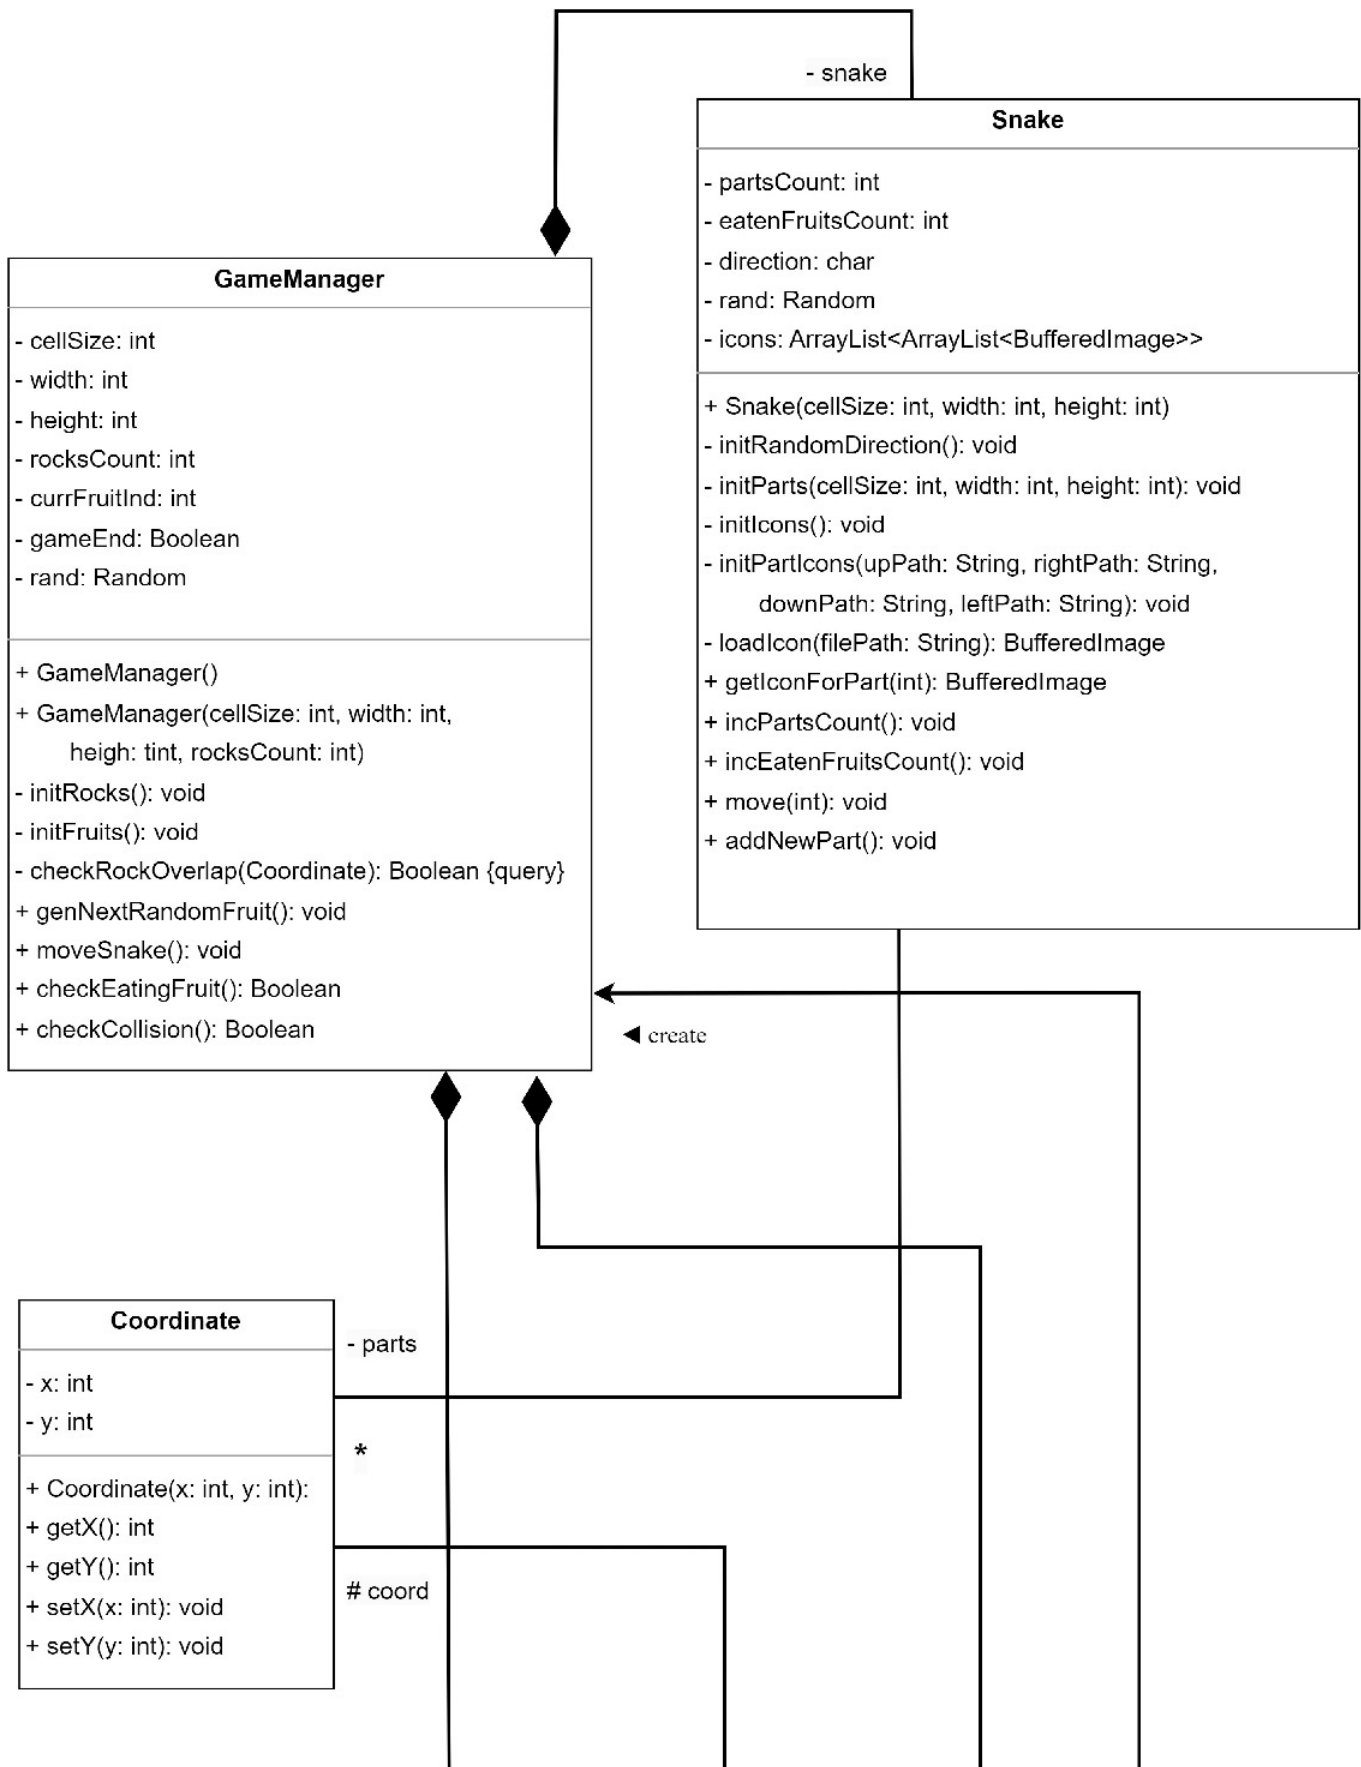 - snake
Snake
- partsCount: int
- eatenFruitsCount: int
- direction: char
- rand: Random
- icons: ArrayList<ArrayList<BufferedImage>>
+ Snake(cellSize: int, width: int, height: int)
- initRandomDirection(): void
- initParts(cellSize: int, width: int, height: int): void
- initIcons(): void
- initPartIcons(upPath: String, rightPath: String,
downPath: String, leftPath: String): void
- loadIcon(filePath: String): BufferedImage
+ getIconForPart(int): BufferedImage
+ incPartsCount(): void
+ incEatenFruitsCount(): void
+ move(int): void
+ addNewPart(): void
GameManager
- cellSize: int
- width: int
- height: int
- rocksCount: int
- currFruitInd: int
- gameEnd: Boolean
- rand: Random
+ GameManager()
+ GameManager(cellSize: int, width: int,
heigh: tint, rocksCount: int)
- initRocks(): void
- initFruits(): void
- checkRockOverlap(Coordinate): Boolean {query}
+ genNextRandomFruit(): void
+ moveSnake(): void
+ checkEatingFruit(): Boolean
+ checkCollision(): Boolean
◀ create
Coordinate
- x: int
- y: int
+ Coordinate(x: int, y: int):
+ getX(): int
+ getY(): int
+ setX(x: int): void
+ setY(y: int): void
- parts
*
# coord